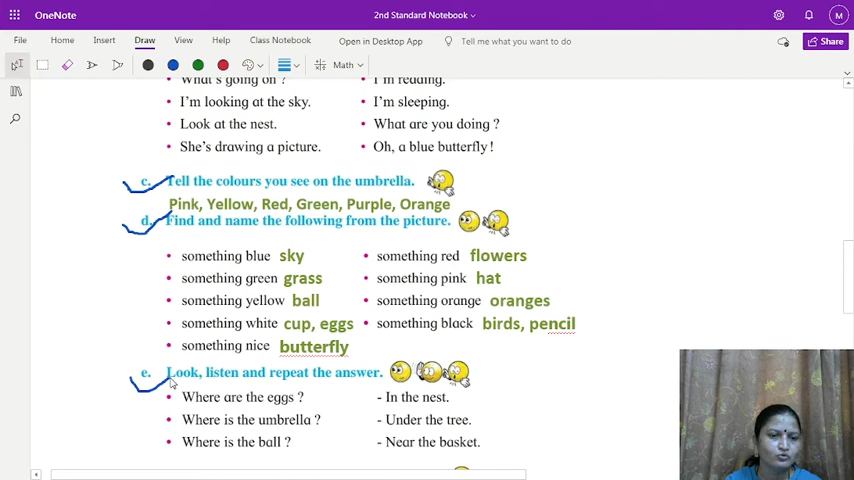 OneNote
2nd Standard Notebook
M
File Home Insert Draw View Help Class Notebook Open in Desktop App Tell me what you want to do Share
Math
• What's going on ? • I'm reading.
• I'm looking at the sky. • I'm sleeping.
• Look at the nest. • What are you doing ?
• She's drawing a picture. • Oh, a blue butterfly!
c. Tell the colours you see on the umbrella.
Pink, Yellow, Red, Green, Purple, Orange
d. Find and name the following from the picture.
• something blue sky • something red flowers
• something green grass • something pink hat
• something yellow ball • something orange oranges
• something white cup, eggs • something black birds, pencil
• something nice butterfly
e. Look, listen and repeat the answer.
• Where are the eggs ? - In the nest.
• Where is the umbrella ? - Under the tree.
• Where is the ball ? - Near the basket.